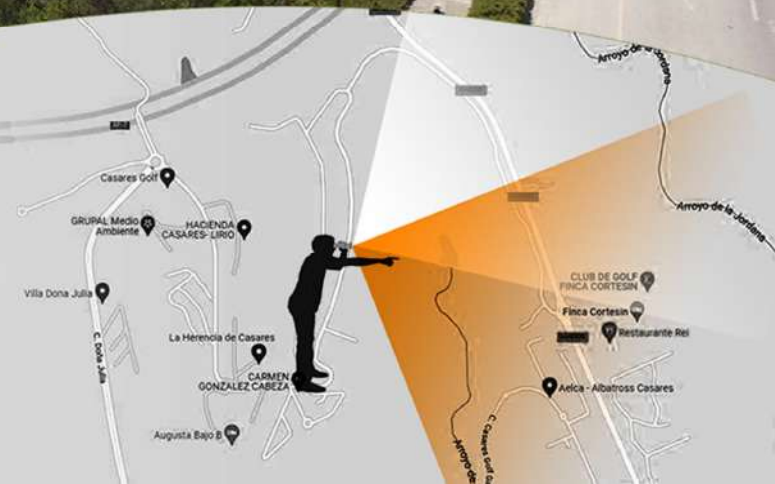 Arroyo de la Jordana
Casares Golf
GRUPAL Medio
Ambiente
HACIENDA
CASARES- LIRIO
Arroyo de la Jordana
CLUB DE GOLF
FINCA CORTESIN
Villa Dona Julia
Finca Cortesin
Restaurante Rei
La Herencia de Casares
C. Doña Julia
CARMEN
GONZALEZ CABEZA
Aelca - Albatross Casares
Augusta Bajo B
C. Casares Golf
Arroyo de